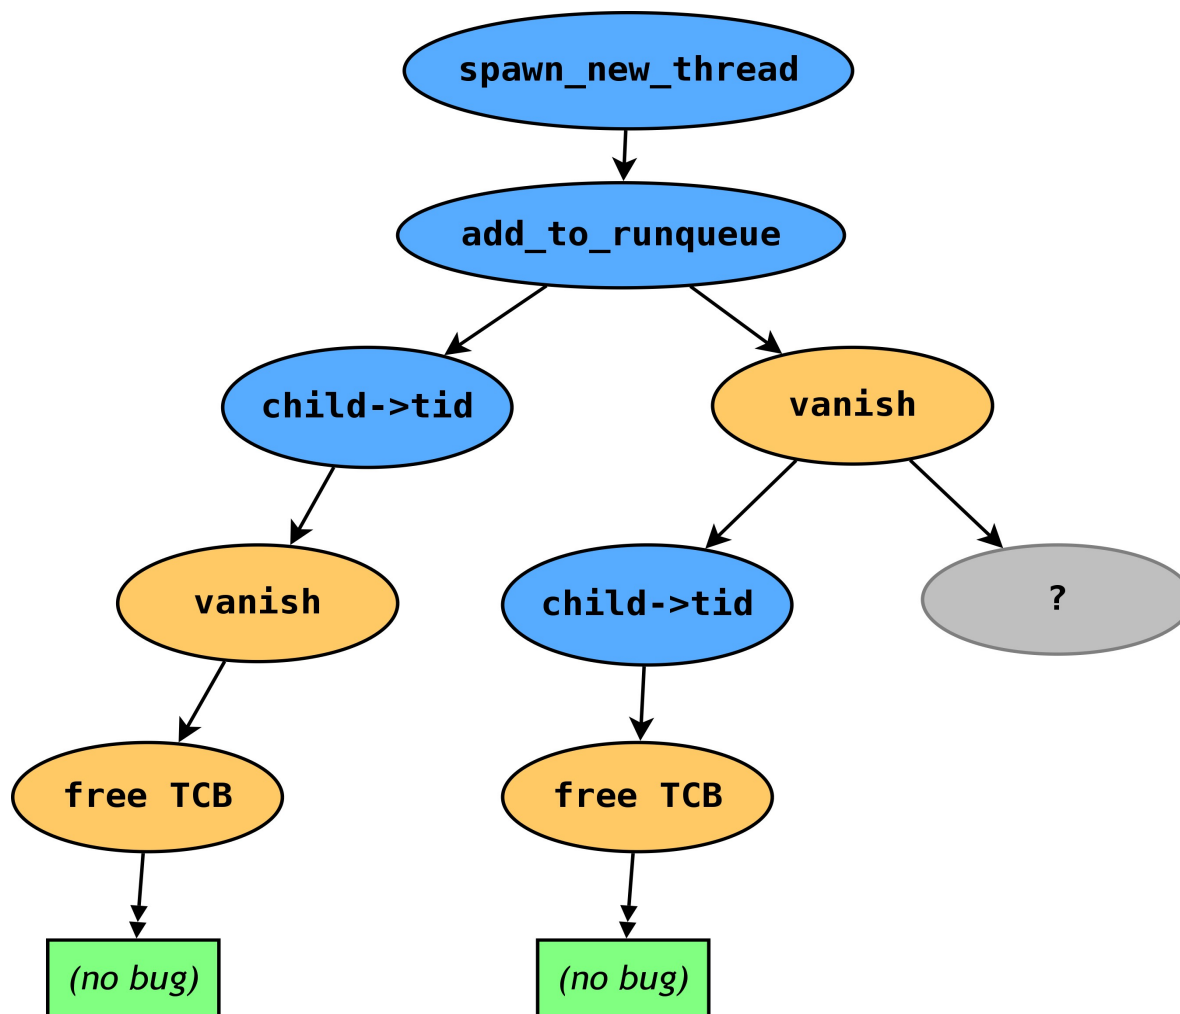 spawn_new_thread
add_to_runqueue
child->tid
vanish
vanish
child->tid
?
free TCB
free TCB
(no bug)
(no bug)